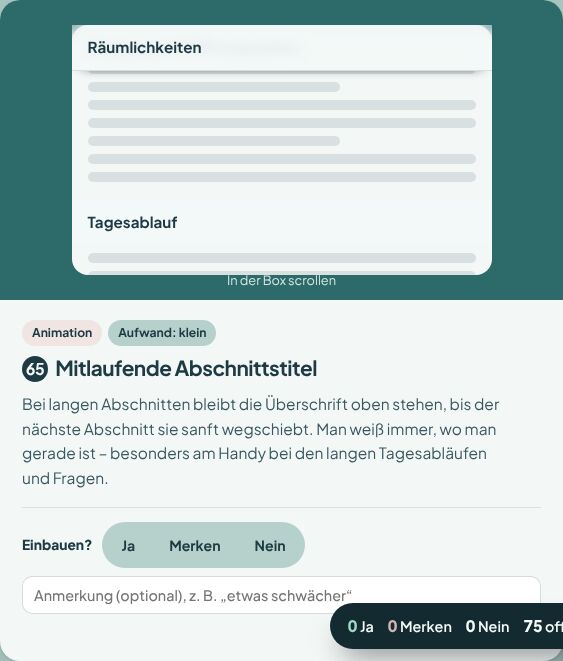 Räumlichkeiten
Tagesablauf
In der Box scrollen
Animation
Aufwand: klein
65 Mitlaufende Abschnittstitel
Bei langen Abschnitten bleibt die Überschrift oben stehen, bis der
nächste Abschnitt sie sanft wegschiebt. Man weiß immer, wo man
gerade ist – besonders am Handy bei den langen Tagesabläufen
und Fragen.
Einbauen? Ja Merken Nein
Anmerkung (optional), z. B. „etwas schwächer“
0 Ja 0 Merken 0 Nein 75